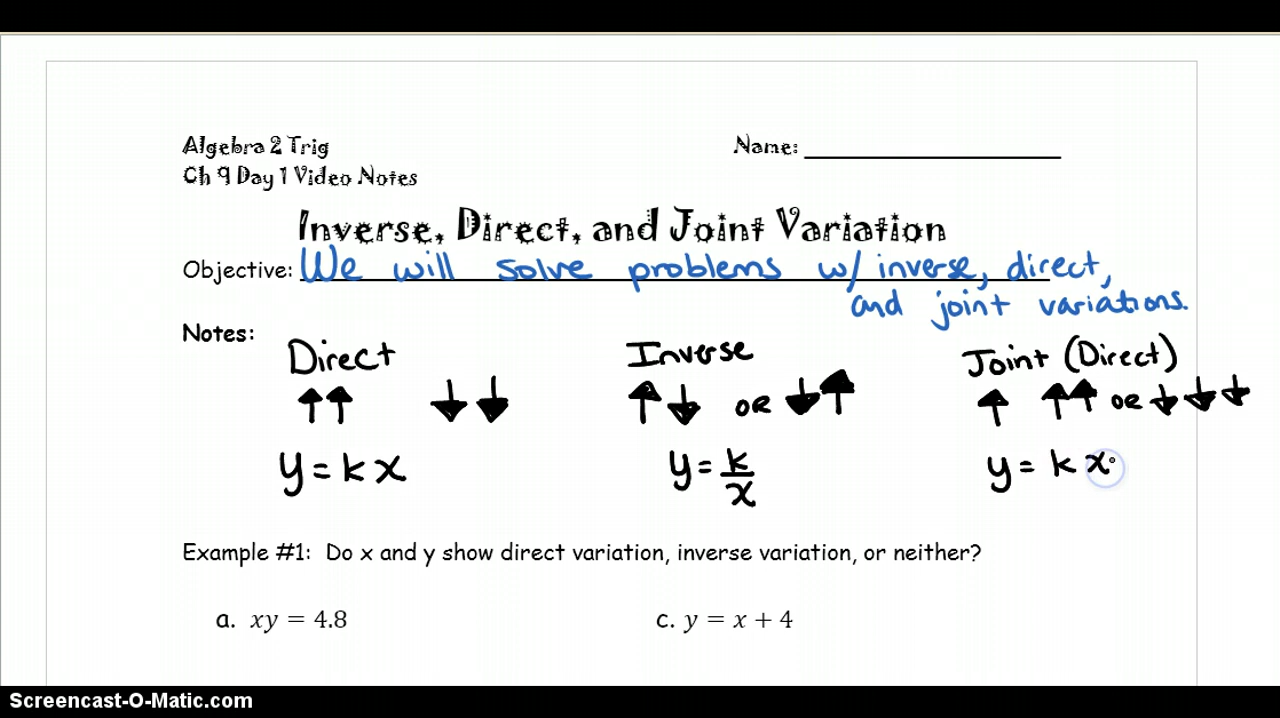 Algebra 2 Trig
Name:
Ch 9 Day 1 Video Notes
Inverse, Direct, and Joint Variation
Objective: We will solve problems w/ inverse, direct,
and joint variations.
Notes:
Direct
Inverse
Joint (Direct)
↑↑ ↓↓
↑↓ OR ↓↑
↑ ↑↑ OR ↓↓↓
y = kx
y = k/x
y = k x
Example #1: Do x and y show direct variation, inverse variation, or neither?
a. xy = 4.8
c. y = x + 4
Screencast-O-Matic.com